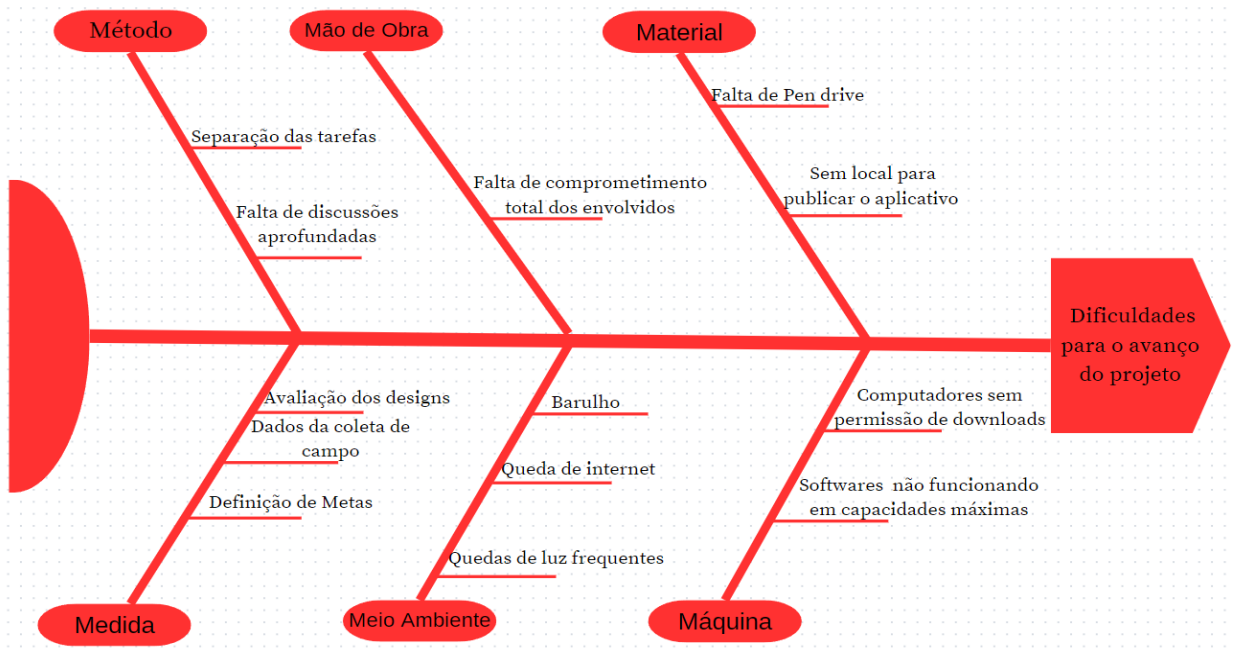 Método
Mão de Obra
Material
Falta de Pen drive
Separação das tarefas
Sem local para
publicar o aplicativo
Falta de comprometimento
total dos envolvidos
Falta de discussões
aprofundadas
Dificuldades
para o avanço
do projeto
Avaliação dos designs
Dados da coleta de
campo
Definição de Metas
Barulho
Queda de internet
Quedas de luz frequentes
Computadores sem
permissão de downloads
Softwares não funcionando
em capacidades máximas
Medida
Meio Ambiente
Máquina